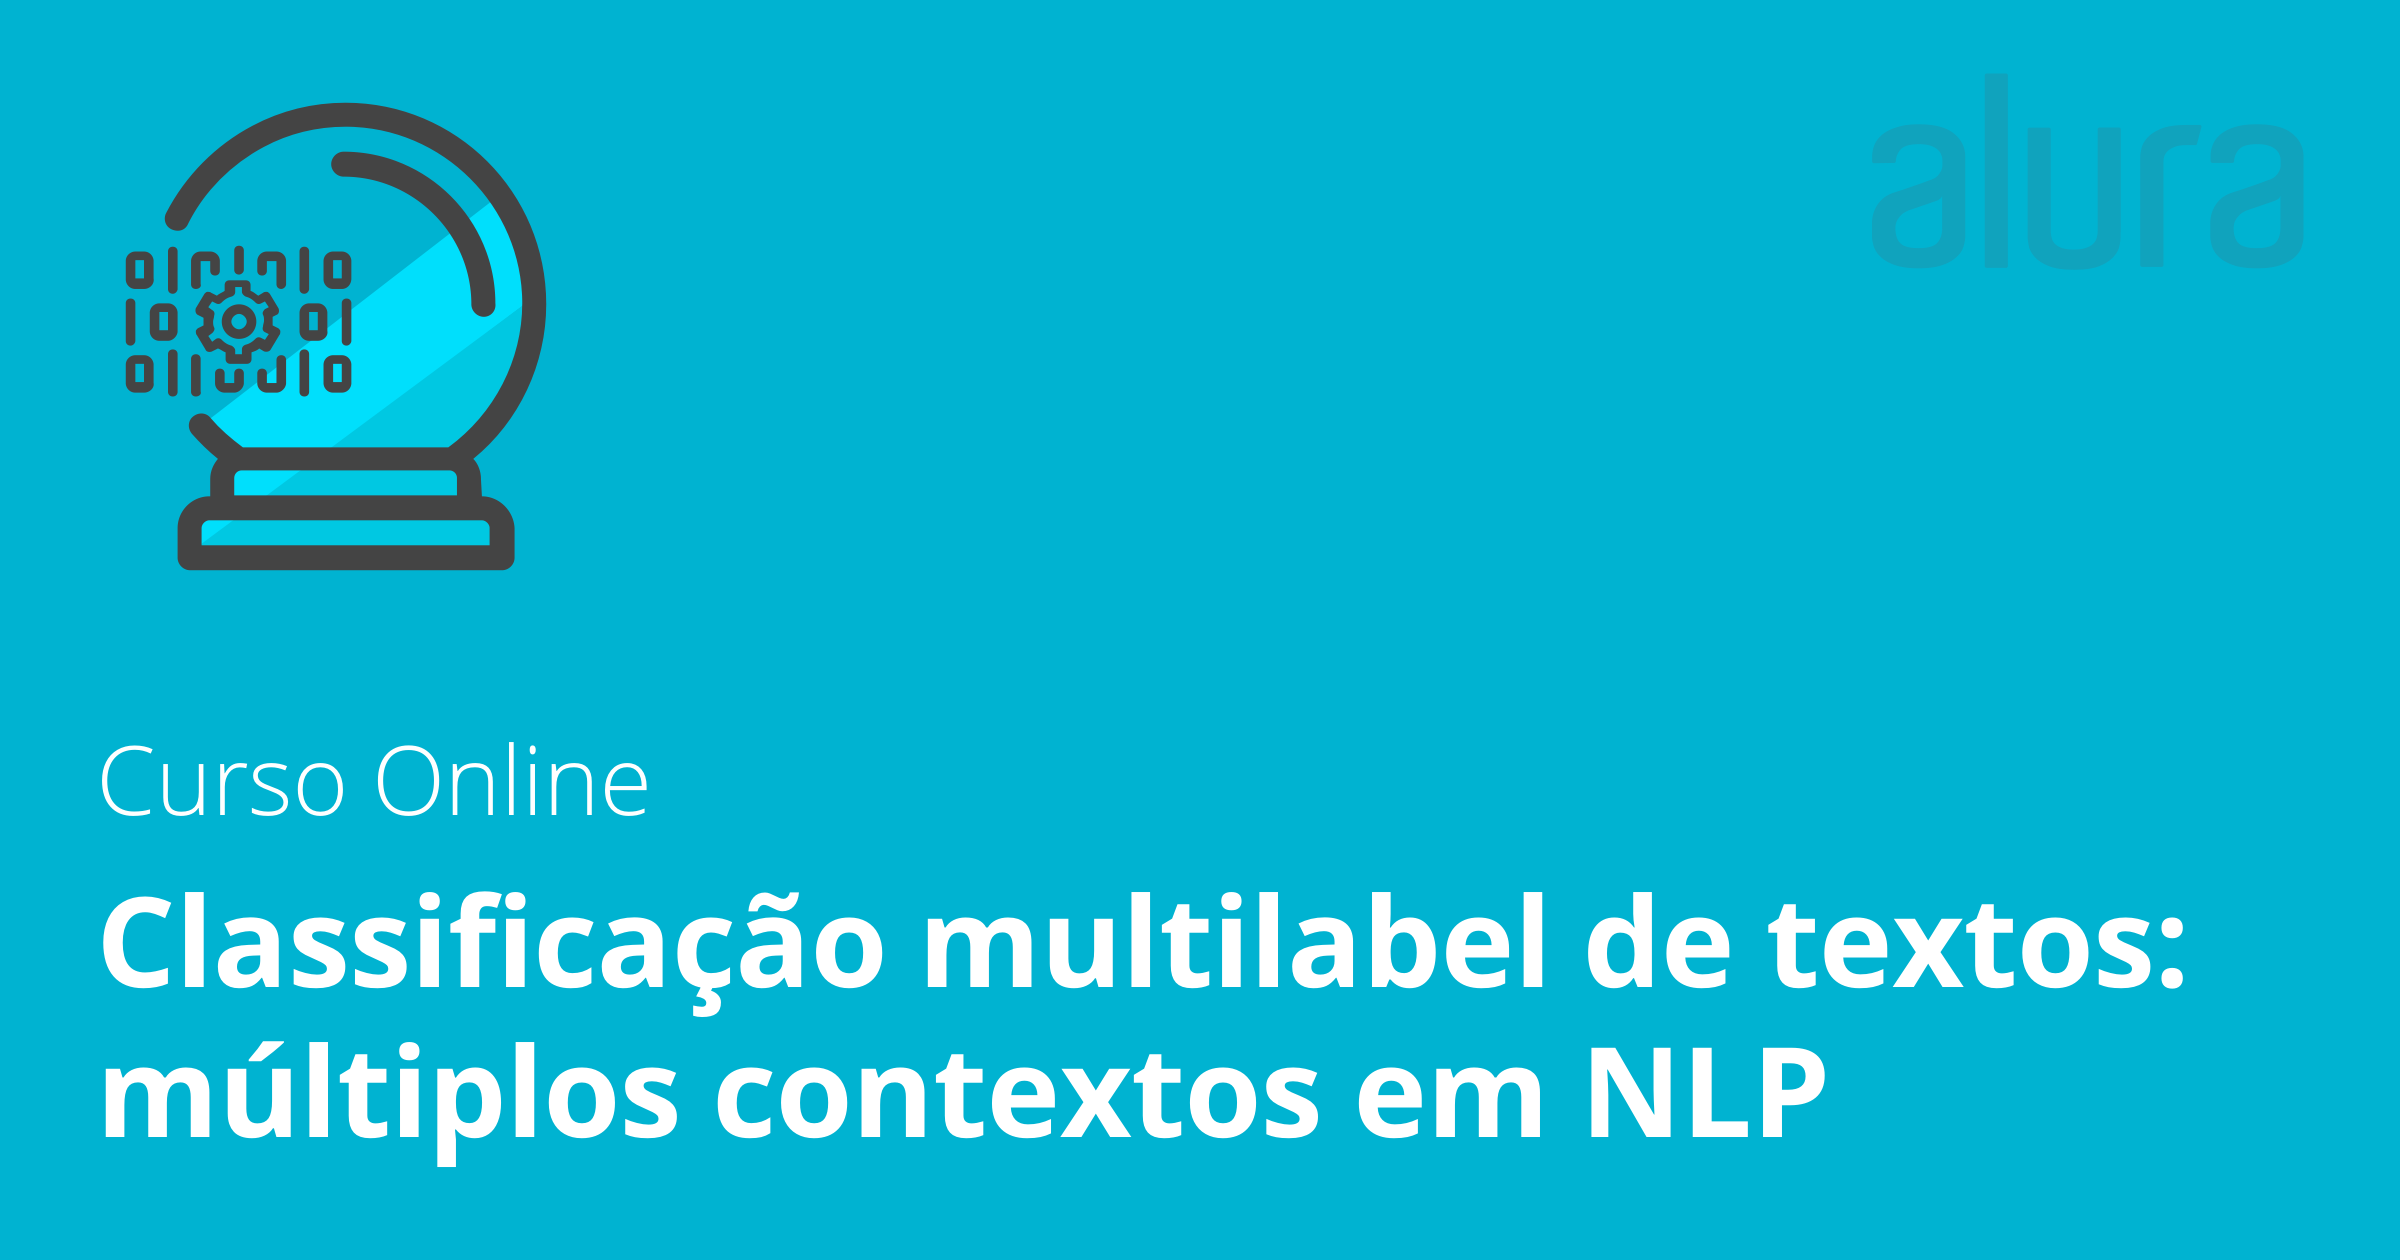 alura
Curso Online
Classificação multilabel de textos:
múltiplos contextos em NLP